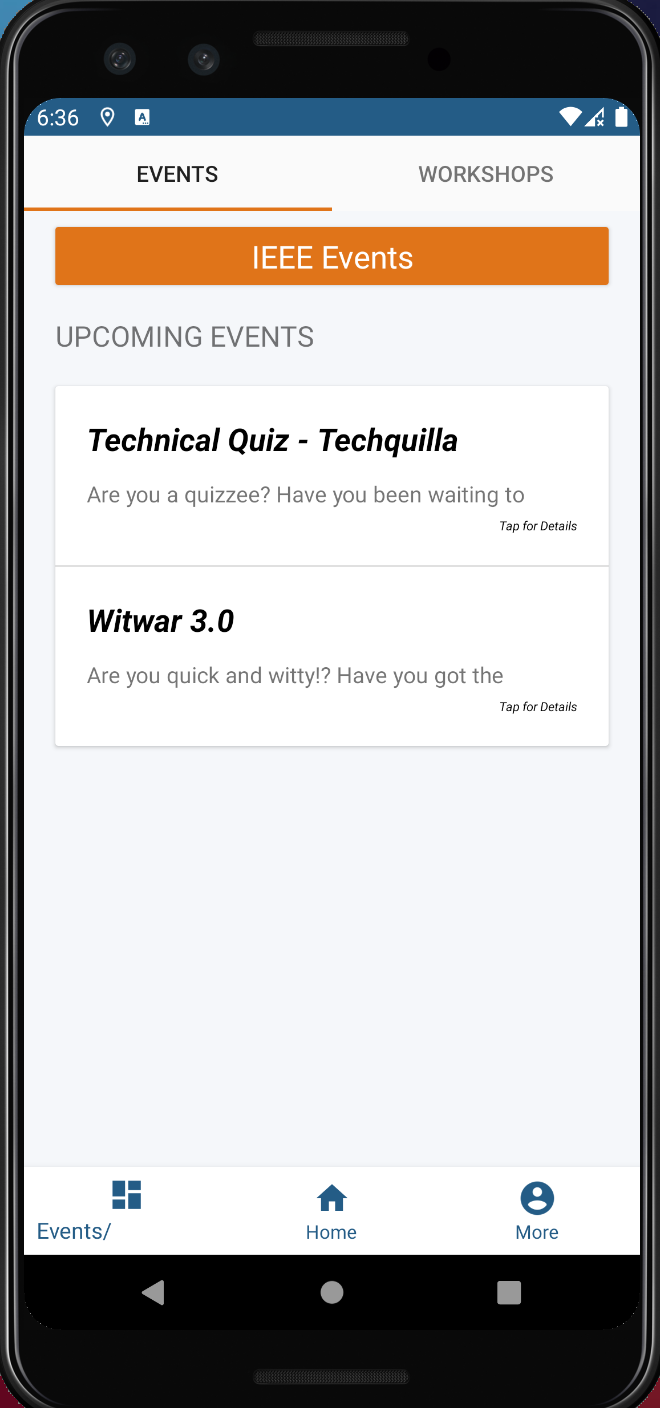 6:36
EVENTS
WORKSHOPS
IEEE Events
UPCOMING EVENTS
Technical Quiz - Techquilla
Are you a quizzee? Have you been waiting to
Tap for Details
Witwar 3.0
Are you quick and witty!? Have you got the
Tap for Details
Events/
Home
More